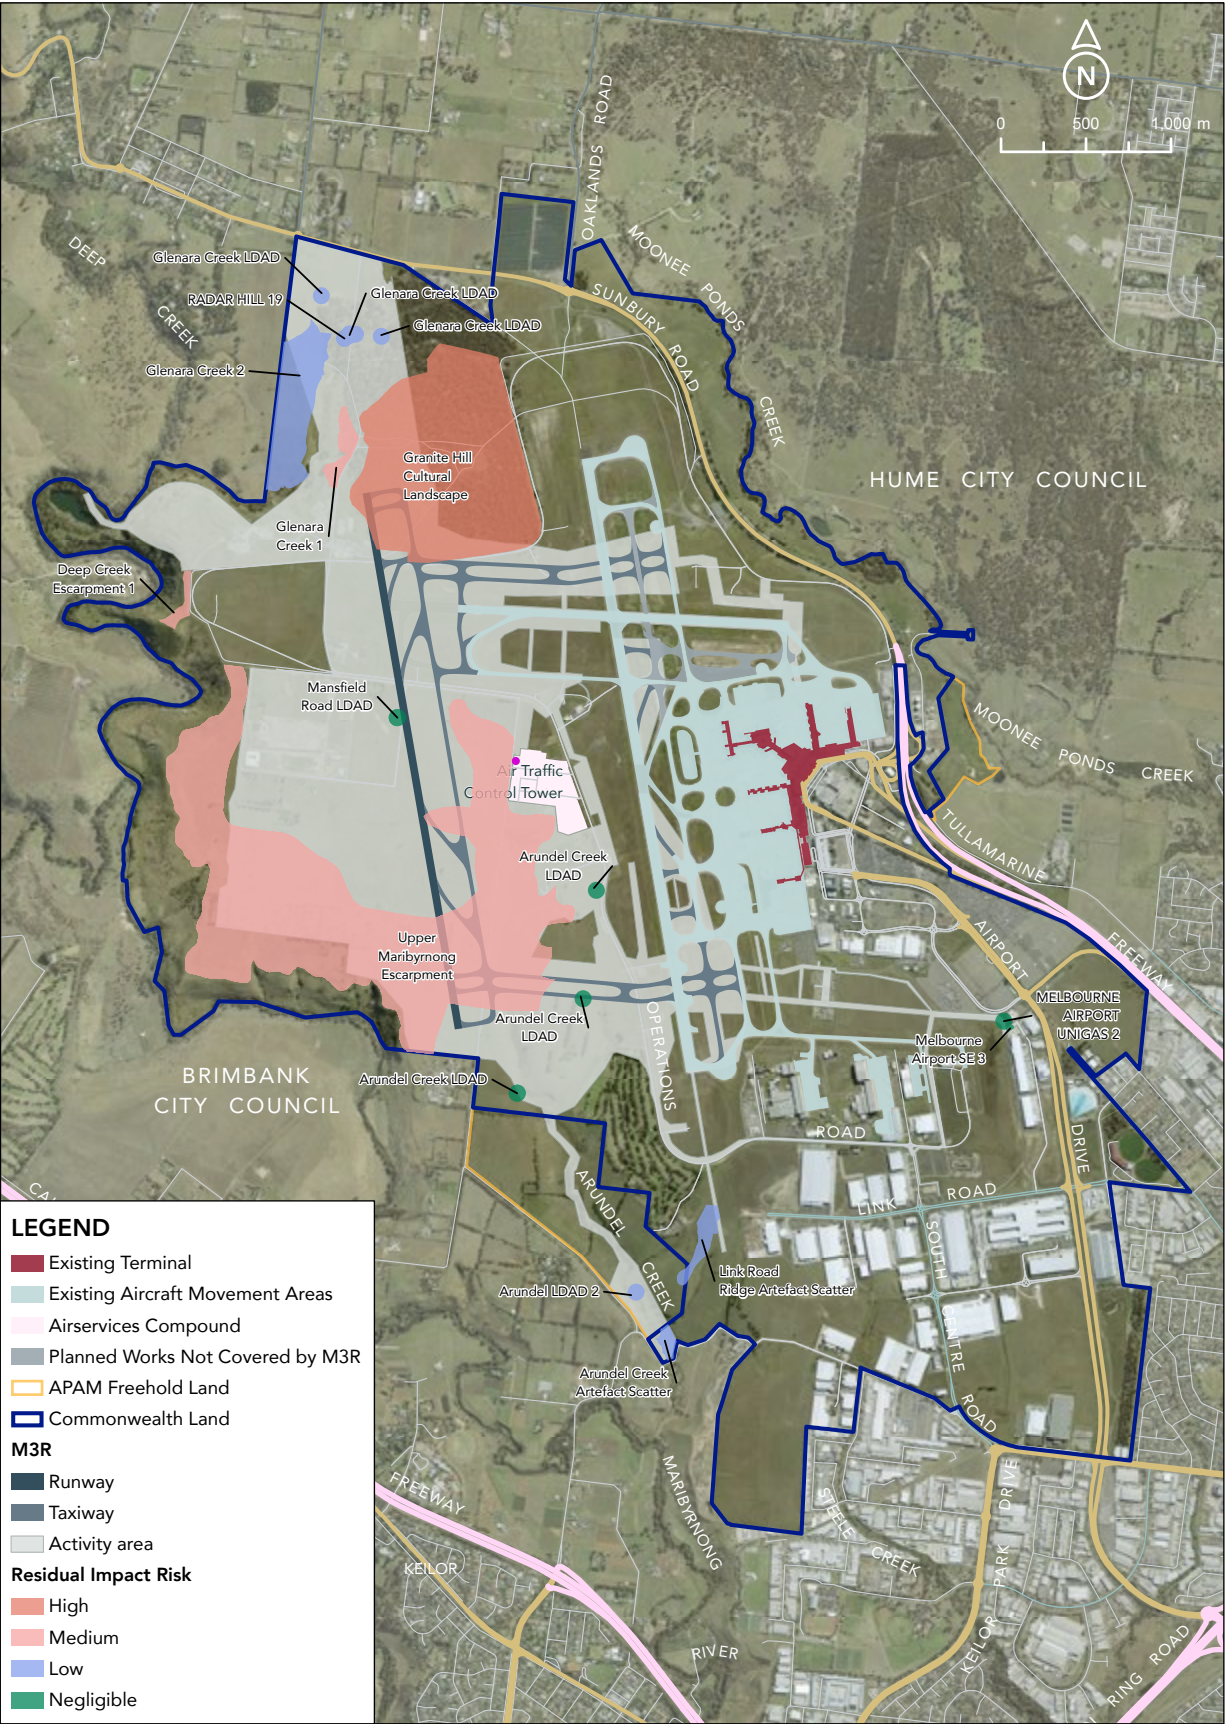 N
0 500 1,000 m
OAKLANDS ROAD
MOONEE PONDS
CREEK
SUNBURY
ROAD
DEEP
CREEK
Glenara Creek LDAD
RADAR HILL 19
Glenara Creek LDAD
Glenara Creek LDAD
Glenara Creek 2
HUME CITY COUNCIL
Granite Hill
Cultural
Landscape
Glenara
Creek 1
Deep Creek
Escarpment 1
Mansfield
Road LDAD
MOONEE PONDS CREEK
Air Traffic
Control Tower
TULLAMARINE
FREEWAY
Arundel Creek
LDAD
AIRPORT
DRIVE
Upper
Maribyrnong
Escarpment
MELBOURNE
AIRPORT
UNIGAS 2
Arundel Creek
LDAD
OPERATIONS
ROAD
Melbourne
Airport SE 3
BRIMBANK
CITY COUNCIL
Arundel Creek LDAD
ARUNDEL
CREEK
LINK ROAD
SOUTH
CENTRE
ROAD
Link Road
Ridge Artefact Scatter
Arundel LDAD 2
Arundel Creek
Artefact Scatter
MARIBYRNONG
RIVER
STEELE
CREEK
KEILOR PARK DRIVE
RING ROAD
FREEWAY
KEILOR
LEGEND
Existing Terminal
Existing Aircraft Movement Areas
Airservices Compound
Planned Works Not Covered by M3R
APAM Freehold Land
Commonwealth Land
M3R
Runway
Taxiway
Activity area
Residual Impact Risk
High
Medium
Low
Negligible